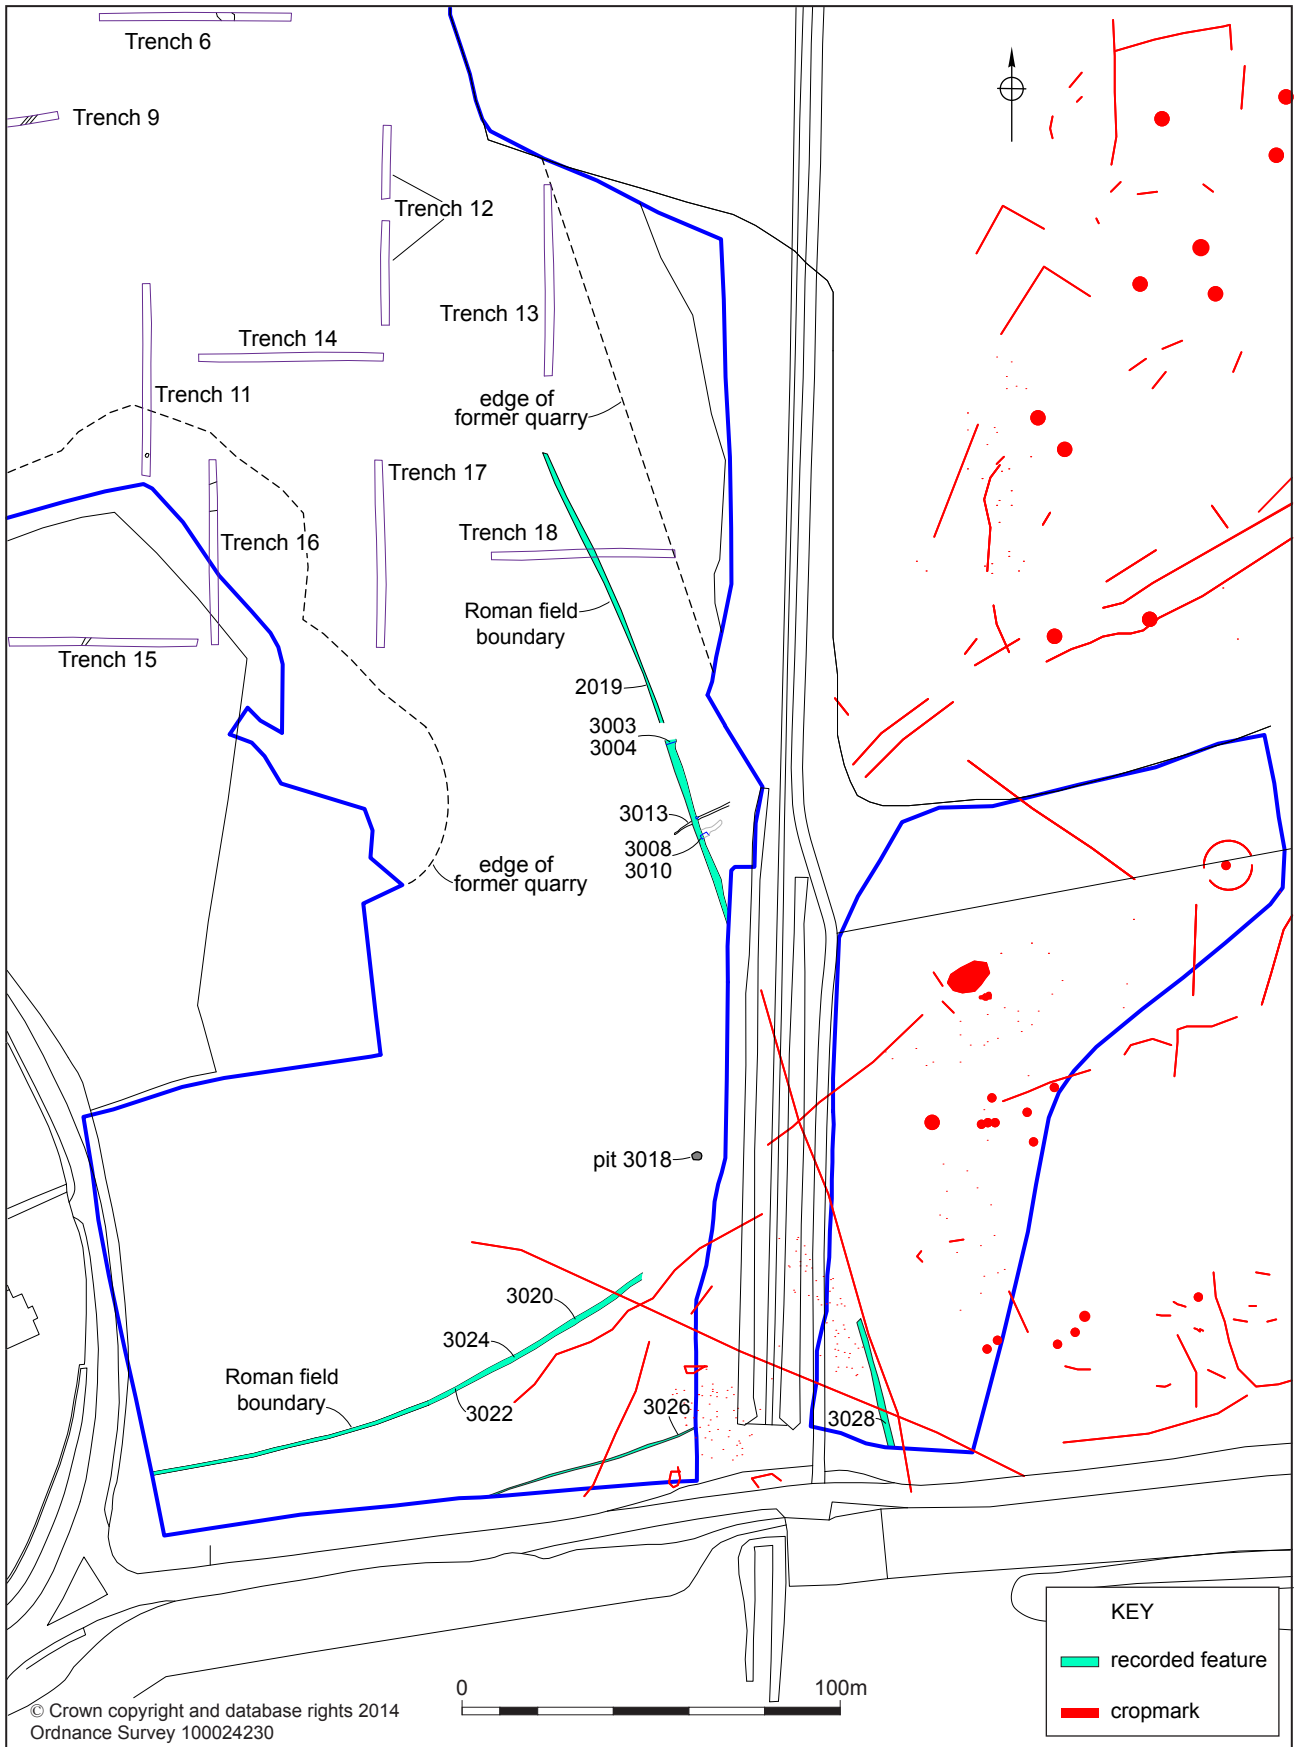 Trench 6
Trench 9
Trench 12
Trench 13
Trench 14
Trench 11
edge of
former quarry
Trench 17
Trench 18
Trench 16
Roman field
boundary
Trench 15
2019
3003
3004
3013
3008
3010
edge of
former quarry
pit 3018
3020
3024
Roman field
boundary
3022
3026
3028
KEY
recorded feature
cropmark
0
100m
© Crown copyright and database rights 2014
Ordnance Survey 100024230